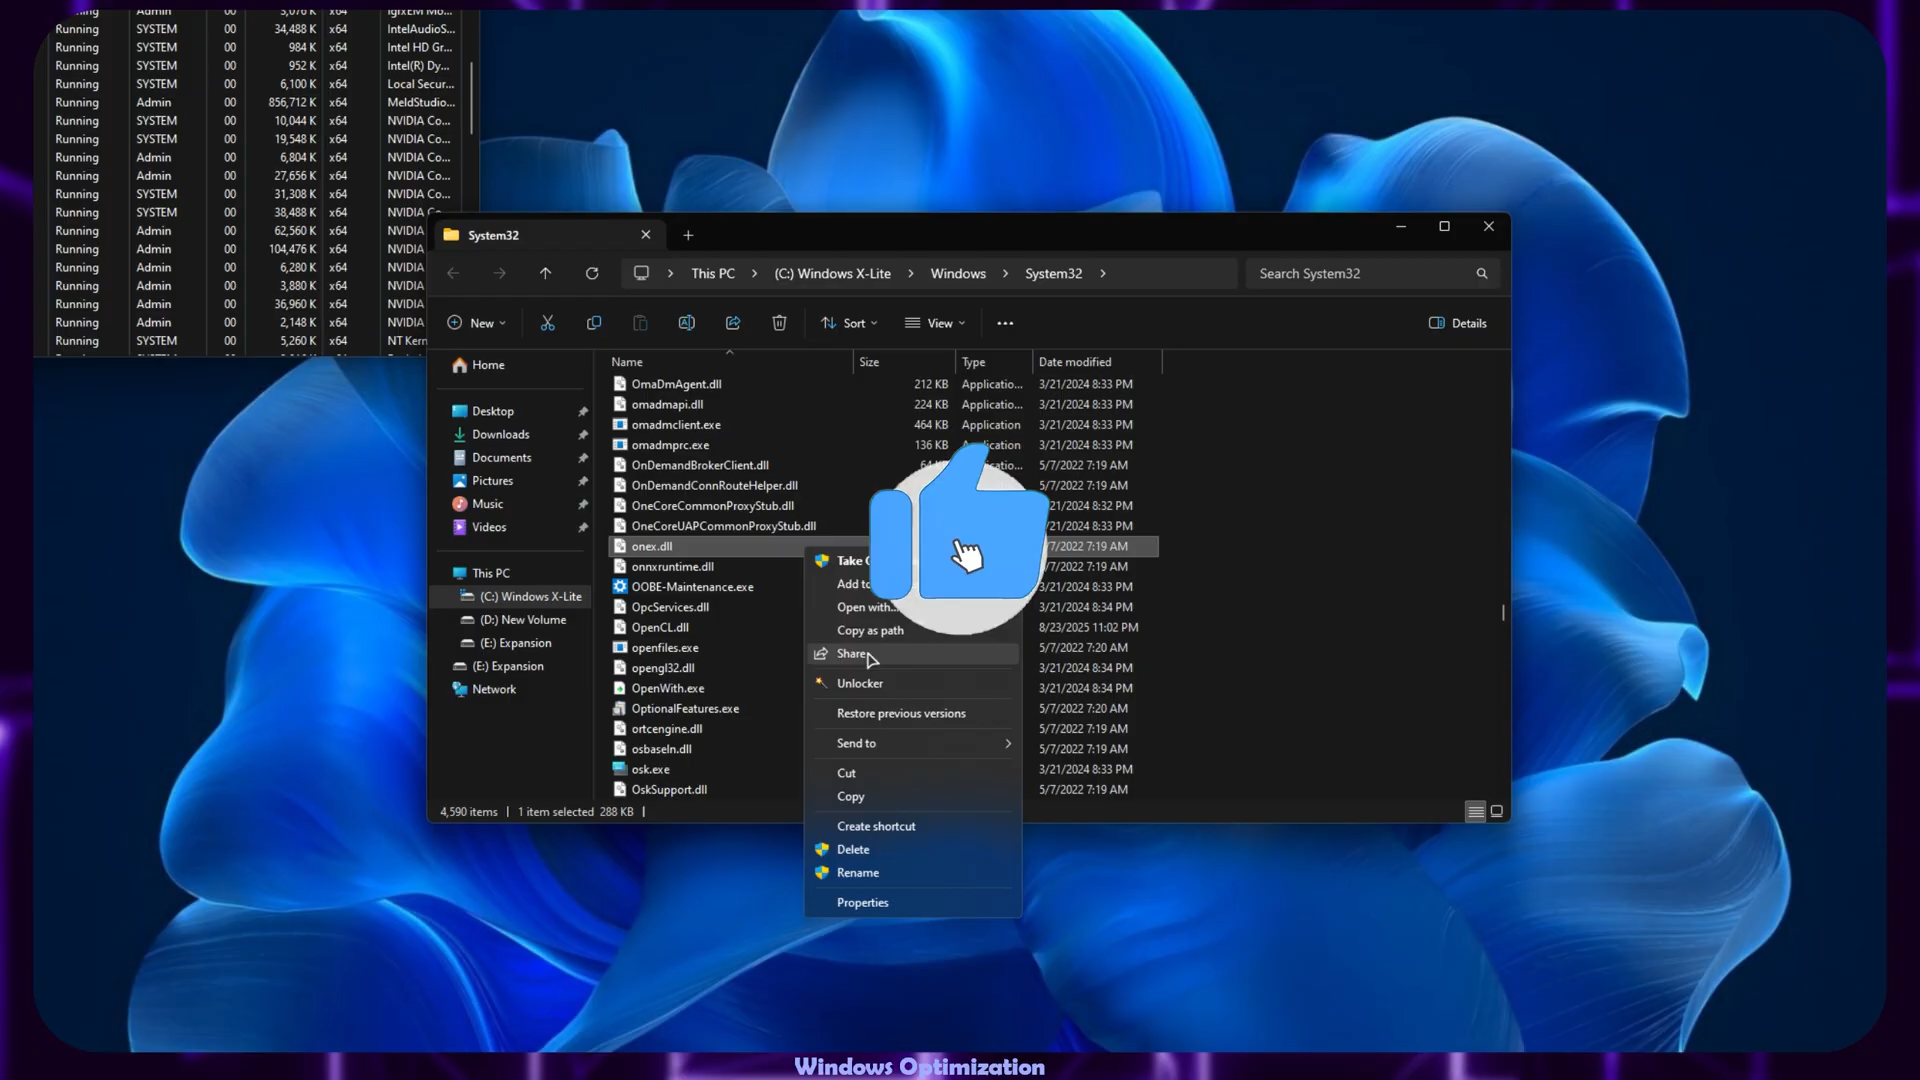 Running SYSTEM 00 34,488 K x64 IntelAudioS...
Running SYSTEM 00 984 K x64 Intel HD Gr...
Running SYSTEM 00 952 K x64 Intel(R) Dy...
Running SYSTEM 00 6,100 K x64 Local Secur...
Running Admin 00 856,712 K x64 MeldStudio...
Running SYSTEM 00 10,044 K x64 NVIDIA Co...
Running SYSTEM 00 19,548 K x64 NVIDIA Co...
Running Admin 00 6,804 K x64 NVIDIA Co...
Running Admin 00 27,656 K x64 NVIDIA Co...
Running SYSTEM 00 31,308 K x64 NVIDIA Co...
Running SYSTEM 00 38,488 K x64 NVIDIA
Running Admin 00 62,560 K x64 NVIDIA
Running Admin 00 104,476 K x64 NVIDIA
Running Admin 00 6,280 K x64 NVIDIA
Running Admin 00 3,880 K x64 NVIDIA
Running Admin 00 36,960 K x64 NVIDIA
Running Admin 00 2,148 K x64 NVIDIA
Running SYSTEM 00 5,260 K x64 NT Kern
System32
This PC > (C:) Windows X-Lite > Windows > System32 >
Search System32
New
Sort
View
Details
Home
Desktop
Downloads
Documents
Pictures
Music
Videos
This PC
(C:) Windows X-Lite
(D:) New Volume
(E:) Expansion
(E:) Expansion
Network
Name Size Type Date modified
OmaDmAgent.dll 212 KB Applicatio... 3/21/2024 8:33 PM
omadmapi.dll 224 KB Applicatio... 3/21/2024 8:33 PM
omadmclient.exe 464 KB Application 3/21/2024 8:33 PM
omadmprc.exe 136 KB 3/21/2024 8:33 PM
OnDemandBrokerClient.dll 5/7/2022 7:19 AM
OnDemandConnRouteHelper.dll 5/7/2022 7:19 AM
OneCoreCommonProxyStub.dll 3/21/2024 8:32 PM
OneCoreUAPCommonProxyStub.dll 8:33 PM
onex.dll 7:19 AM
onnxruntime.dll 7:19 AM
OOBE-Maintenance.exe 3/21/2024 8:33 PM
OpcServices.dll 3/21/2024 8:34 PM
OpenCL.dll 8/23/2025 11:02 PM
openfiles.exe 5/7/2022 7:20 AM
opengl32.dll 3/21/2024 8:34 PM
OpenWith.exe 3/21/2024 8:34 PM
OptionalFeatures.exe 5/7/2022 7:20 AM
ortcengine.dll 5/7/2022 7:19 AM
osbaseln.dll 5/7/2022 7:19 AM
osk.exe 3/21/2024 8:33 PM
OskSupport.dll 5/7/2022 7:19 AM
Take
Add
Open with...
Copy as path
Share
Unlocker
Restore previous versions
Send to
Cut
Copy
Create shortcut
Delete
Rename
Properties
4,590 items | 1 item selected 288 KB |
Windows Optimization